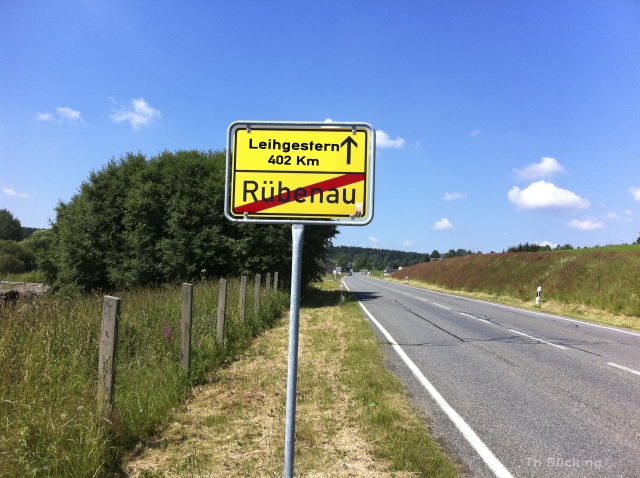 Leihgestern ↑
402 Km
Rübenau
Th.Bücking